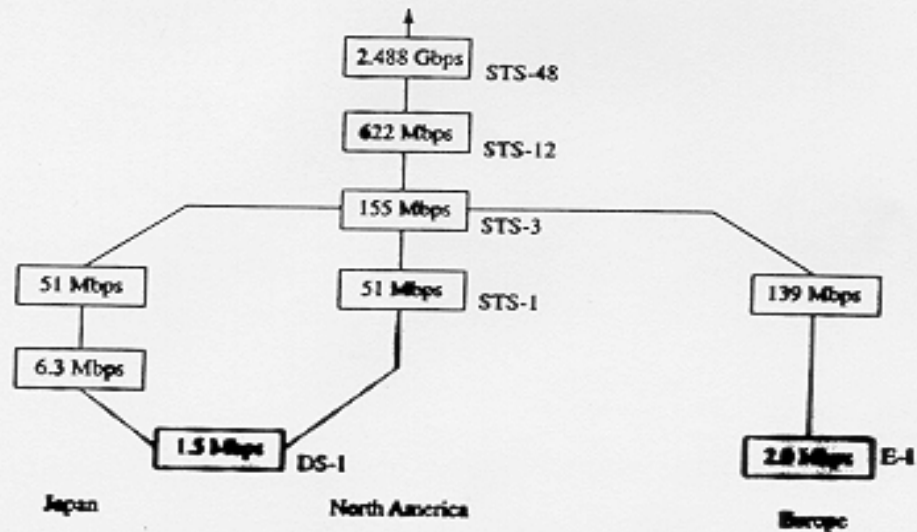 2.488 Gbps
STS-48
622 Mbps
STS-12
155 Mbps
STS-3
51 Mbps
51 Mbps
STS-1
139 Mbps
6.3 Mbps
1.5 Mbps
DS-1
2.0 Mbps
E-1
Japan
North America
Europe